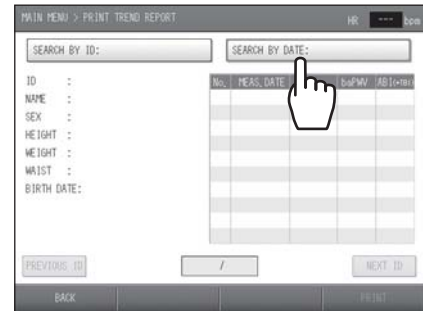 MAIN MENU > PRINT TREND REPORT HR --- bpm
SEARCH BY ID: SEARCH BY DATE:
ID :
NAME :
SEX :
HEIGHT :
WEIGHT :
WAIST :
BIRTH DATE:
No. MEAS. DATE baPWV
PREVIOUS ID / NEXT ID
BACK PRINT